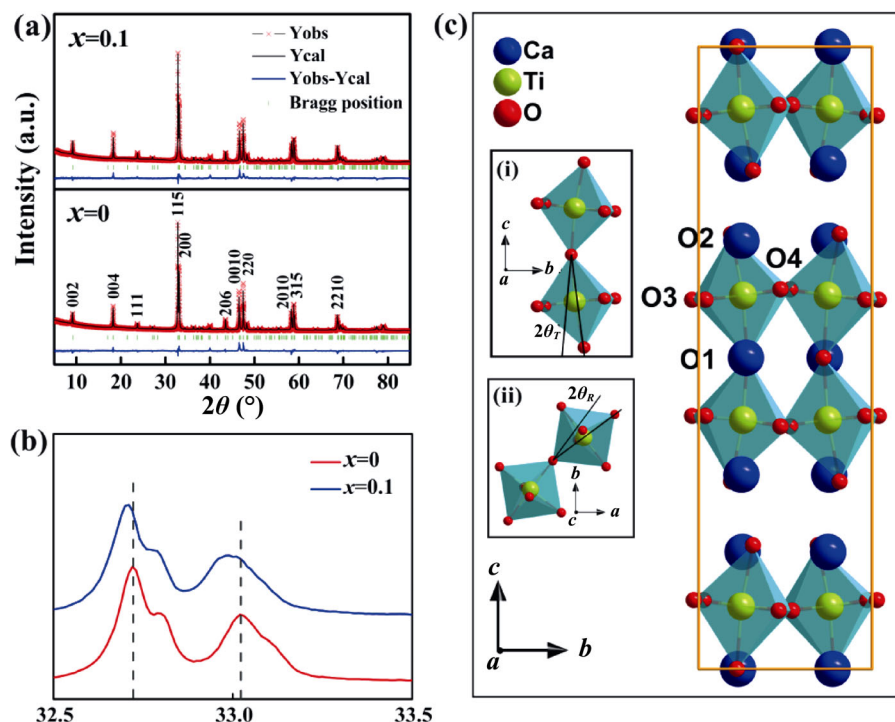 (a)
x=0.1
Yobs
Ycal
Yobs-Ycal
Bragg position
x=0
115
200
002
004
111
206
0010
220
2010
315
2210
Intensity (a.u.)
10 20 30 40 50 60 70 80
2θ (°)
(b)
x=0
x=0.1
32.5 33.0 33.5
(c)
Ca
Ti
O
(i)
c
a b
2θT
(ii)
2θR
b
c a
O2
O4
O3
O1
c
a b